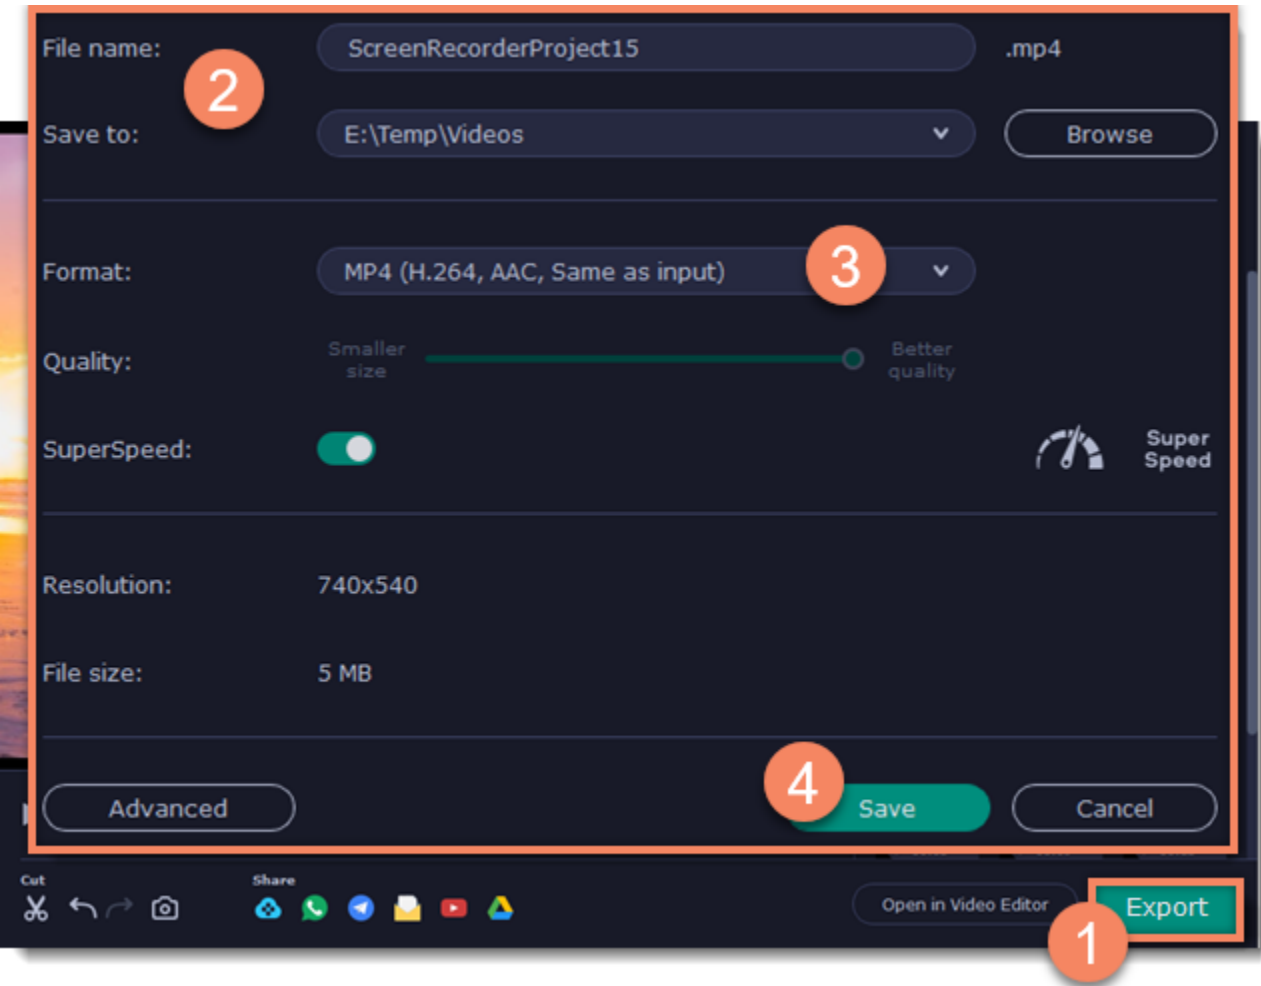 File name:
ScreenRecorderProject15
.mp4
2
Save to:
E:\Temp\Videos
Browse
Format:
MP4 (H.264, AAC, Same as input)
3
Quality:
Smaller
size
Better
quality
SuperSpeed:
Super
Speed
Resolution:
740x540
File size:
5 MB
Advanced
4
Save
Cancel
Cut
Share
Open in Video Editor
Export
1